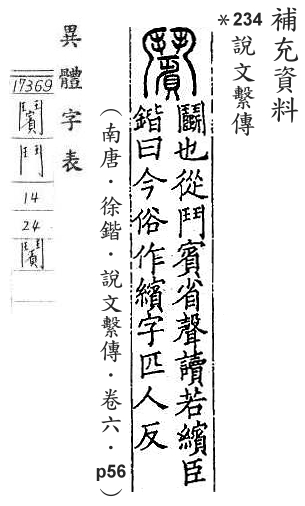 補充資料
*234 說文繫傳
鬭也從鬥賓省聲讀若繽臣
鍇曰今俗作繽字匹人反
(南唐.徐鍇.說文繫傳.卷六.p56)
異體字表
17369
鬥
14
24